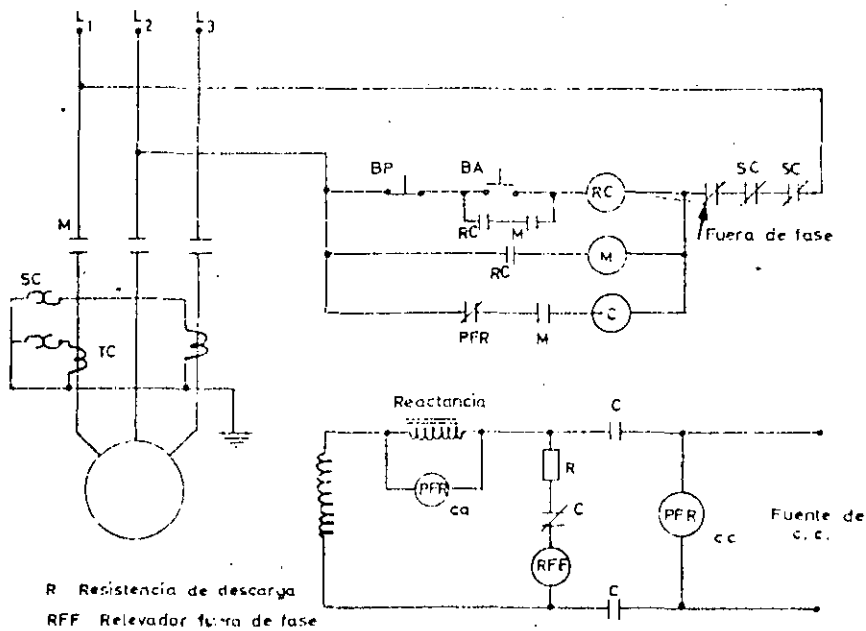 L1 L2 L3
BP BA RC SC SC
RC M
Fuera de fase
M
RC M
SC
PFR M C
TC
Reactancia
C
PFR
ca
R
C
PFR
cc
Fuente de
c.c.
RFF
C
R Resistencia de descarga
RFF Relevador fuera de fase